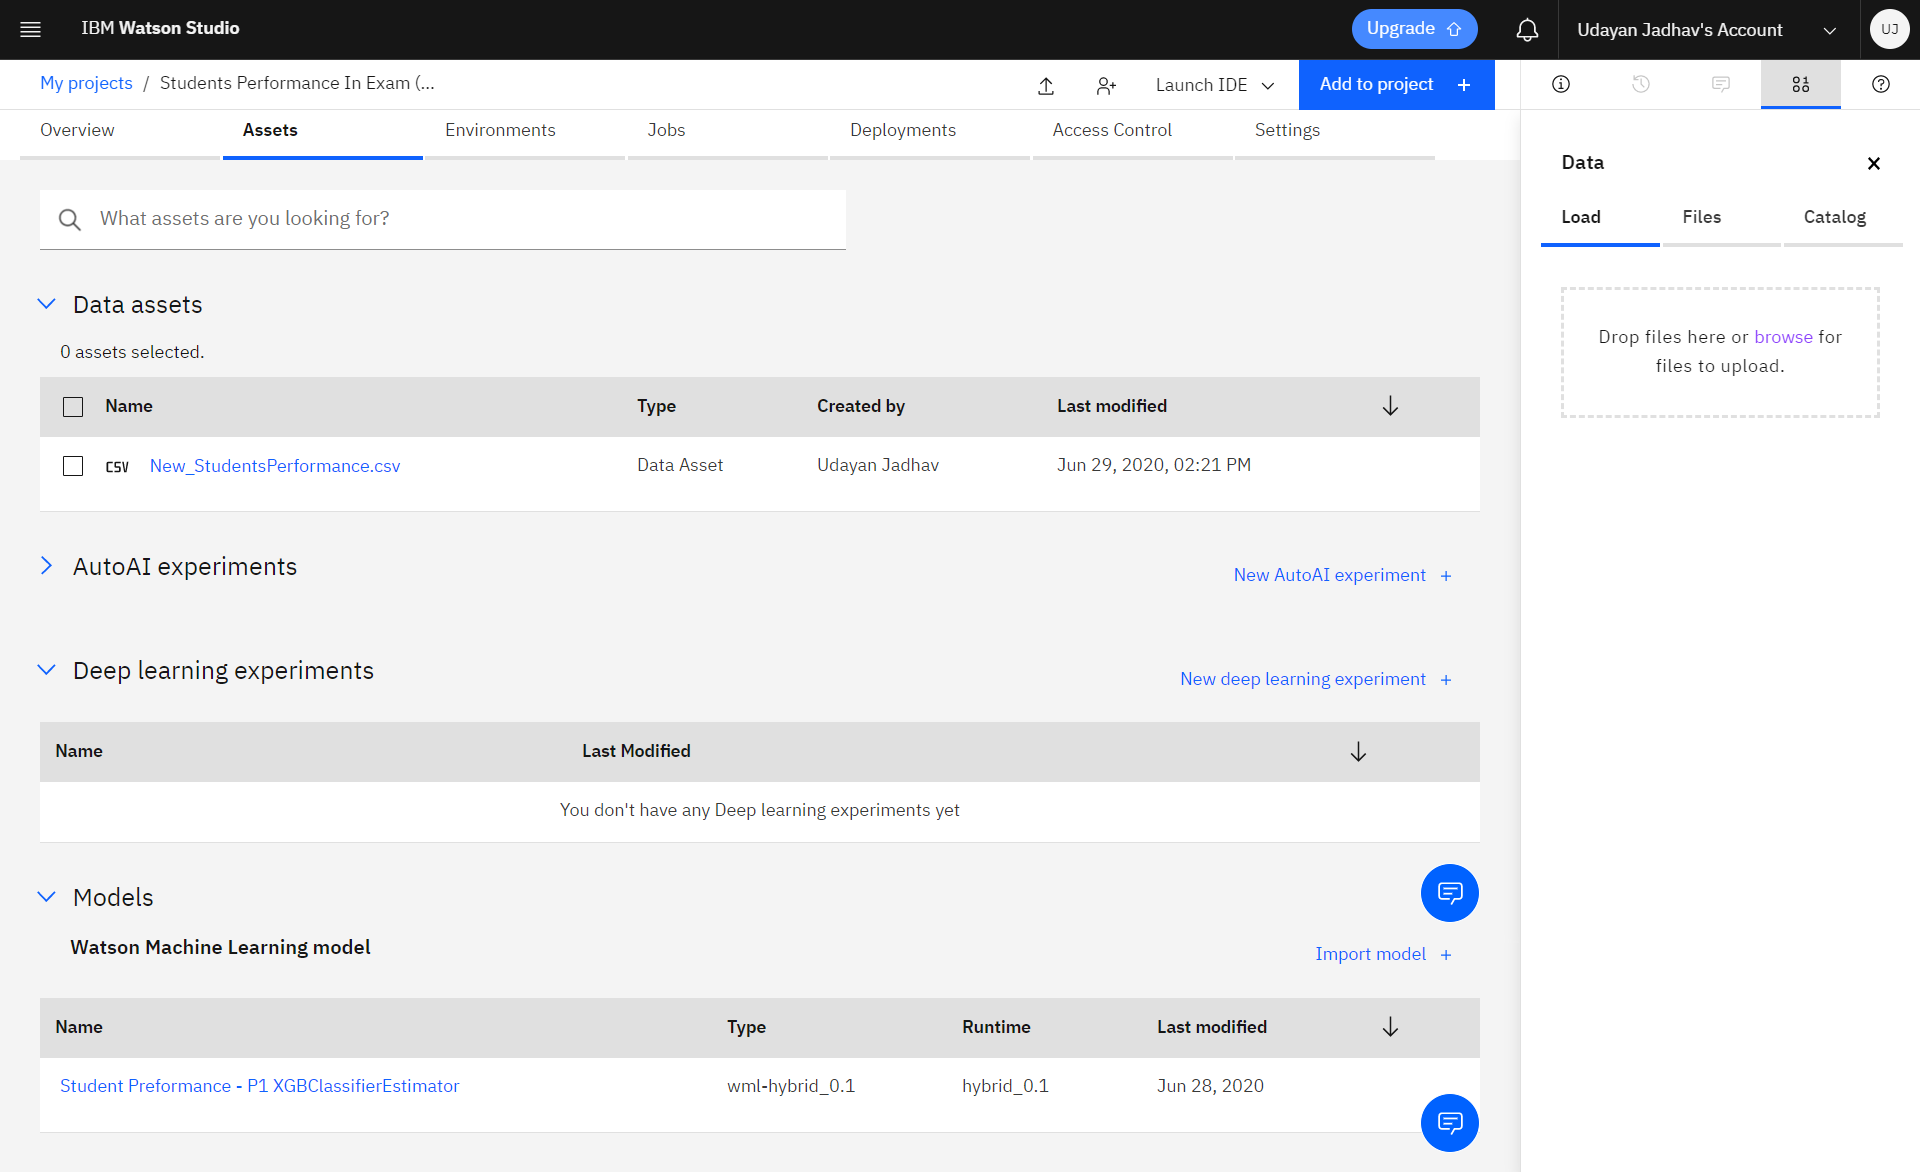 IBM Watson Studio
Upgrade
Udayan Jadhav's Account
UJ
My projects / Students Performance In Exam (...
Launch IDE
Add to project +
Overview
Assets
Environments
Jobs
Deployments
Access Control
Settings
What assets are you looking for?
Data assets
0 assets selected.
Name Type Created by Last modified
CSV New_StudentsPerformance.csv Data Asset Udayan Jadhav Jun 29, 2020, 02:21 PM
AutoAI experiments
New AutoAI experiment +
Deep learning experiments
New deep learning experiment +
Name Last Modified
You don't have any Deep learning experiments yet
Models
Watson Machine Learning model
Import model +
Name Type Runtime Last modified
Student Preformance - P1 XGBClassifierEstimator wml-hybrid_0.1 hybrid_0.1 Jun 28, 2020
Data
Load
Files
Catalog
Drop files here or browse for
files to upload.